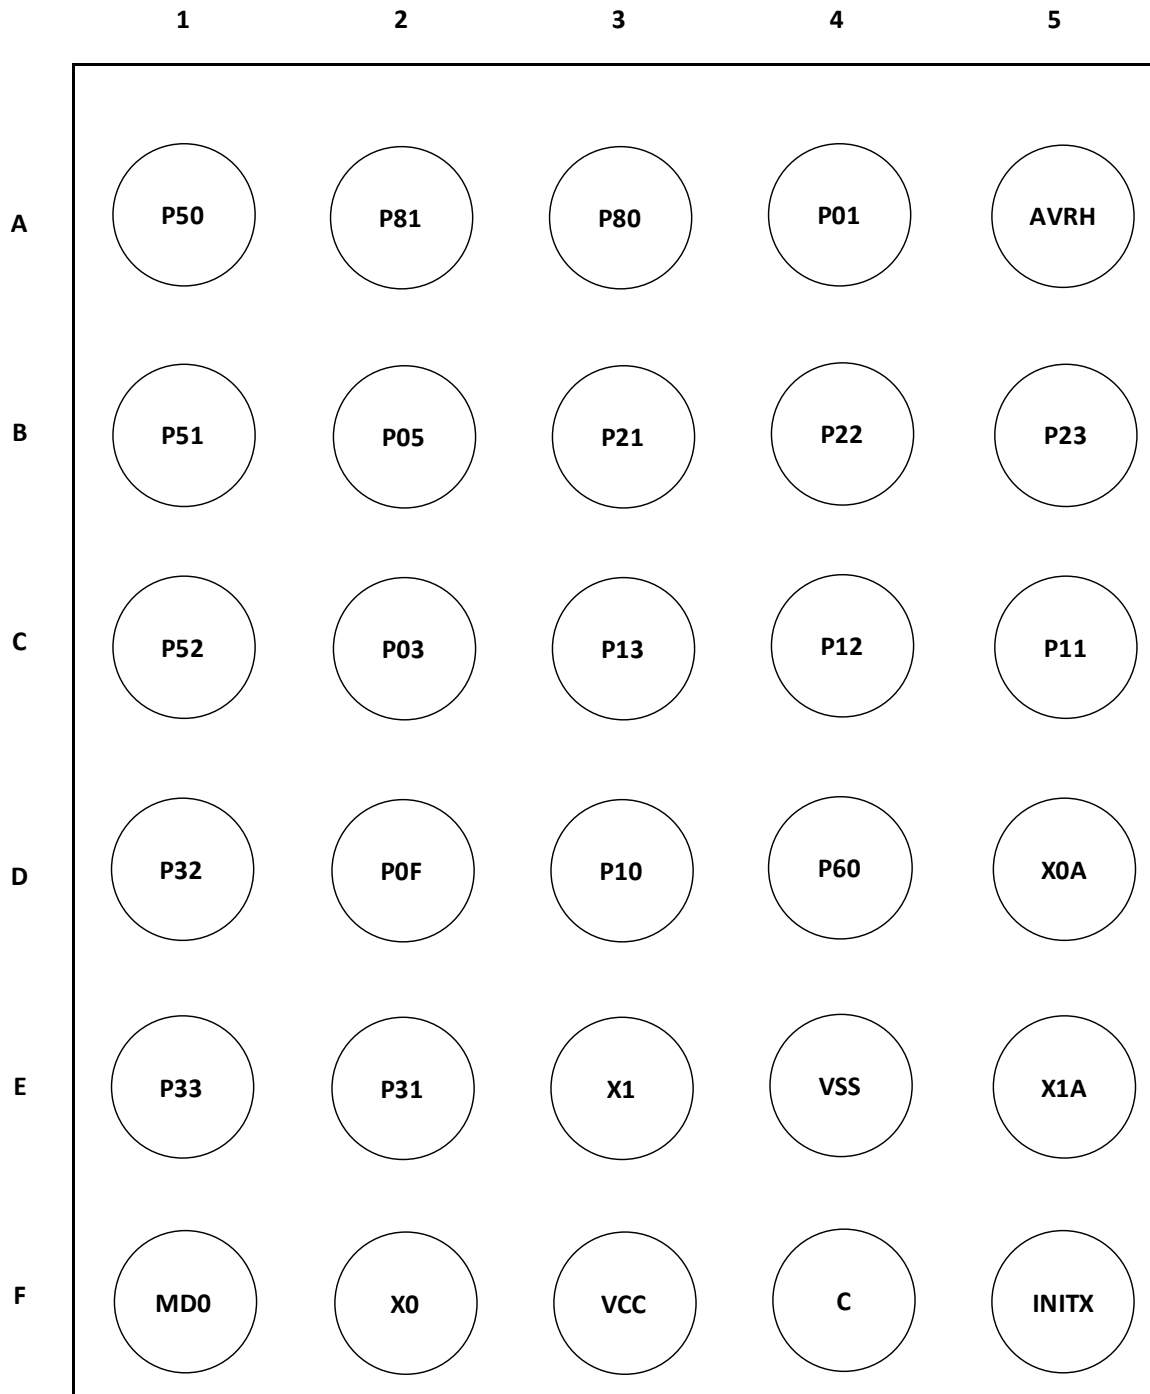 1 2 3 4 5
A P50 P81 P80 P01 AVRH
B P51 P05 P21 P22 P23
C P52 P03 P13 P12 P11
D P32 P0F P10 P60 X0A
E P33 P31 X1 VSS X1A
F MD0 X0 VCC C INITX